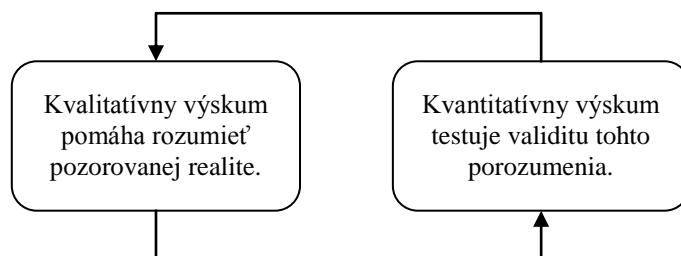 Kvalitatívny výskum
pomáha rozumieť
pozorovanej realite.
Kvantitatívny výskum
testuje validitu tohto
porozumenia.